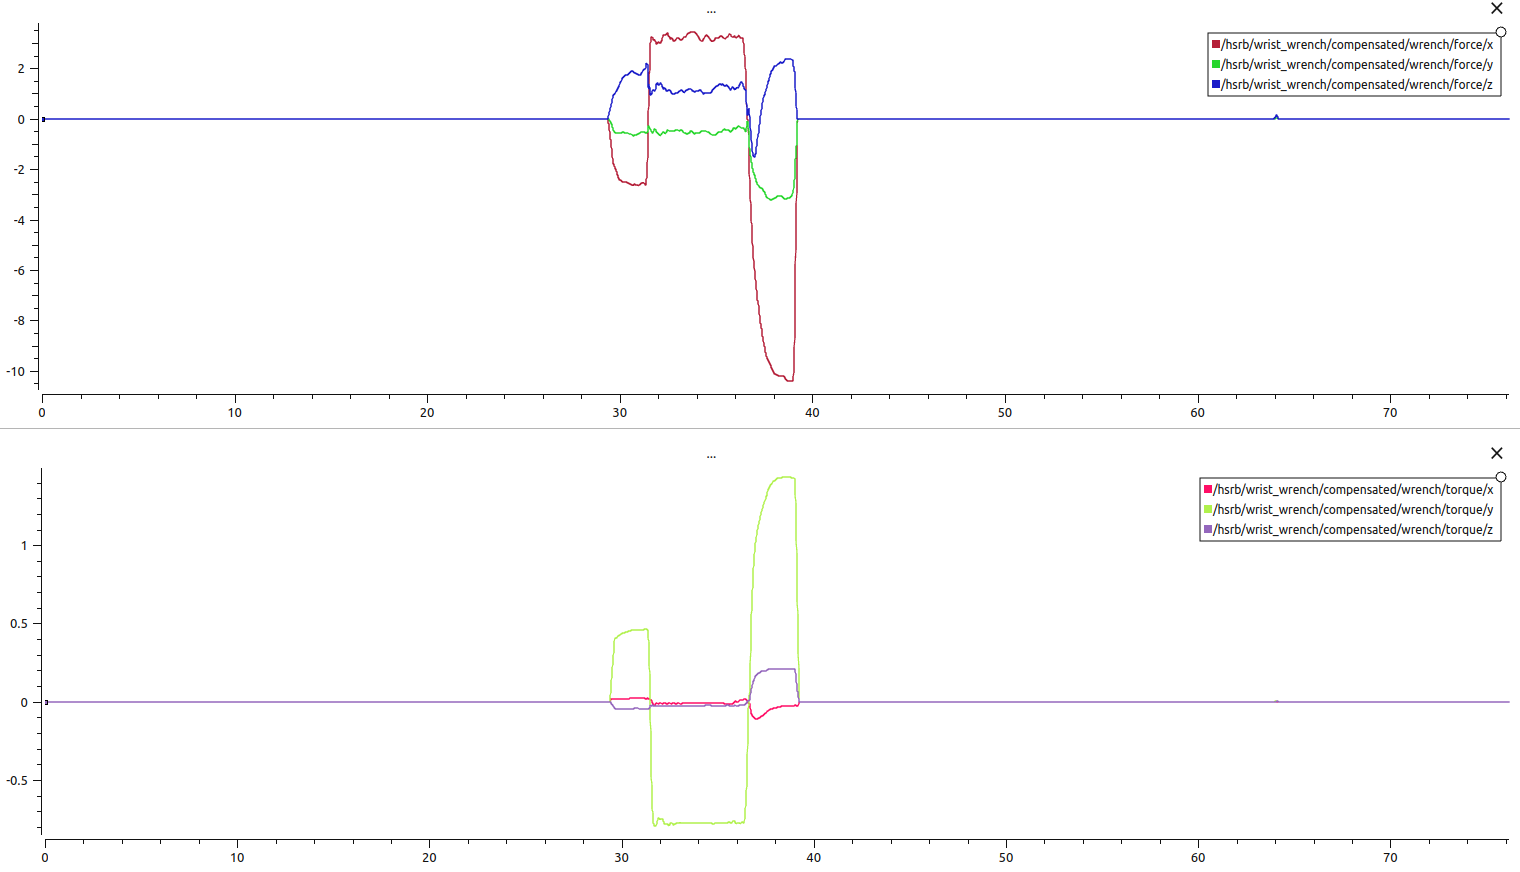 ...
/hsrb/wrist_wrench/compensated/wrench/force/x
/hsrb/wrist_wrench/compensated/wrench/force/y
/hsrb/wrist_wrench/compensated/wrench/force/z
2
0
-2
-4
-6
-8
-10
0 10 20 30 40 50 60 70
...
/hsrb/wrist_wrench/compensated/wrench/torque/x
/hsrb/wrist_wrench/compensated/wrench/torque/y
/hsrb/wrist_wrench/compensated/wrench/torque/z
1
0.5
0
-0.5
0 10 20 30 40 50 60 70